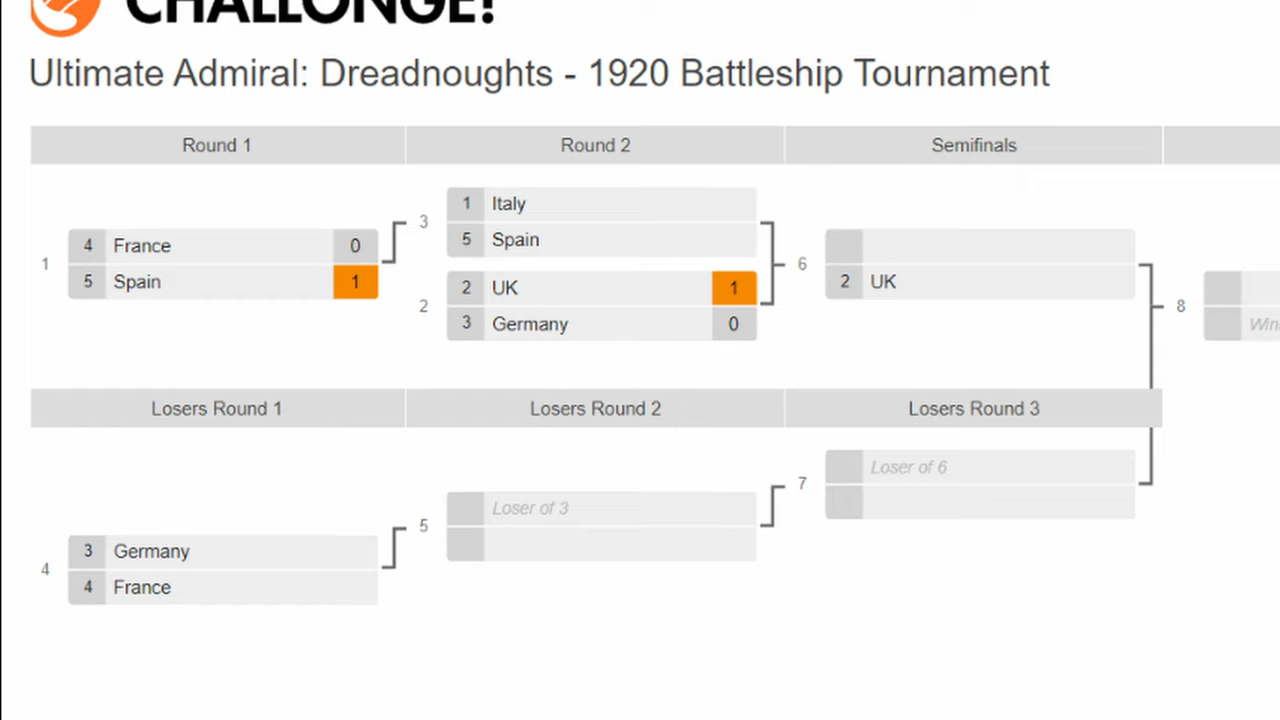 CHALLONGE!
Ultimate Admiral: Dreadnoughts - 1920 Battleship Tournament
Round 1
Round 2
Semifinals
1
4 France 0
5 Spain 1
3
1 Italy
5 Spain
2
2 UK 1
3 Germany 0
6
2 UK
8
Losers Round 1
Losers Round 2
Losers Round 3
4
3 Germany
4 France
5
Loser of 3
7
Loser of 6